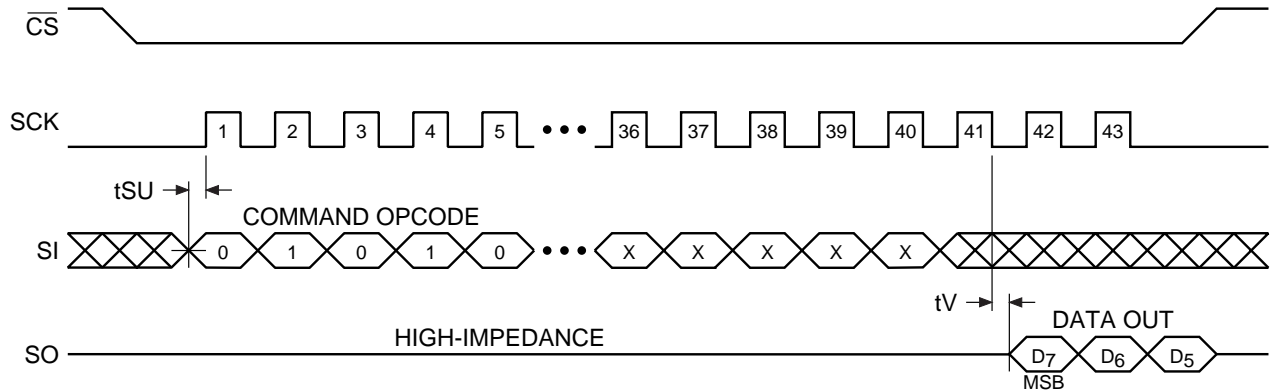 CS
SCK 1 2 3 4 5 ••• 36 37 38 39 40 41 42 43
tSU
COMMAND OPCODE
SI 0 1 0 1 0 ••• X X X X X
tV
DATA OUT
HIGH-IMPEDANCE
SO D7 D6 D5
MSB